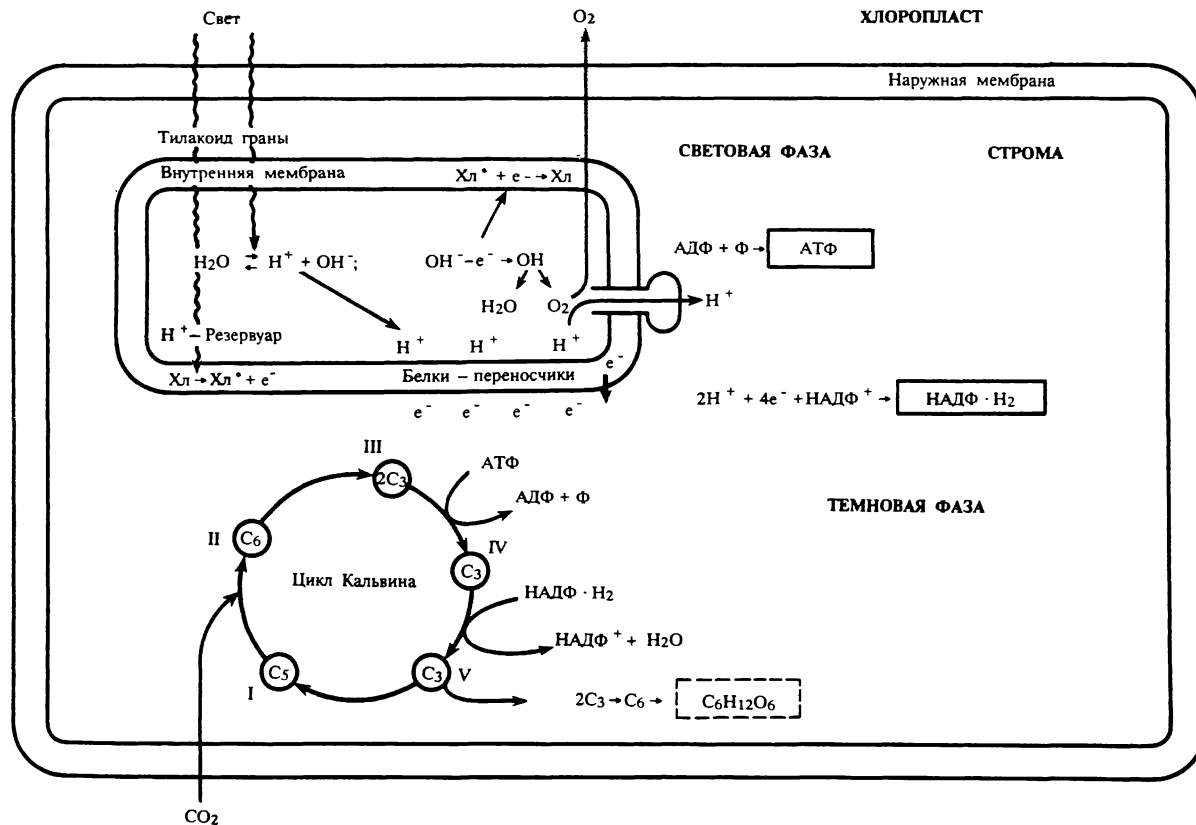 Свет
O2
ХЛОРОПЛАСТ
Наружная мембрана
Тилакоид граны
СВЕТОВАЯ ФАЗА
СТРОМА
Внутренняя мембрана
Хл* + e- → Хл
АДФ + Ф → АТФ
H2O ⇄ H+ + OH-;
OH- – e- → OH
H2O O2
H+
H+ – Резервуар
H+ H+ H+
Хл → Хл* + e-
Белки – переносчики
e-
e- e- e- e-
2H+ + 4e- + НАДФ+ → НАДФ · H2
III
2C3
АТФ
АДФ + Ф
ТЕМНОВАЯ ФАЗА
II
C6
IV
C3
Цикл Кальвина
НАДФ · H2
НАДФ+ + H2O
I
C5
C3
V
2C3 → C6 → C6H12O6
CO2